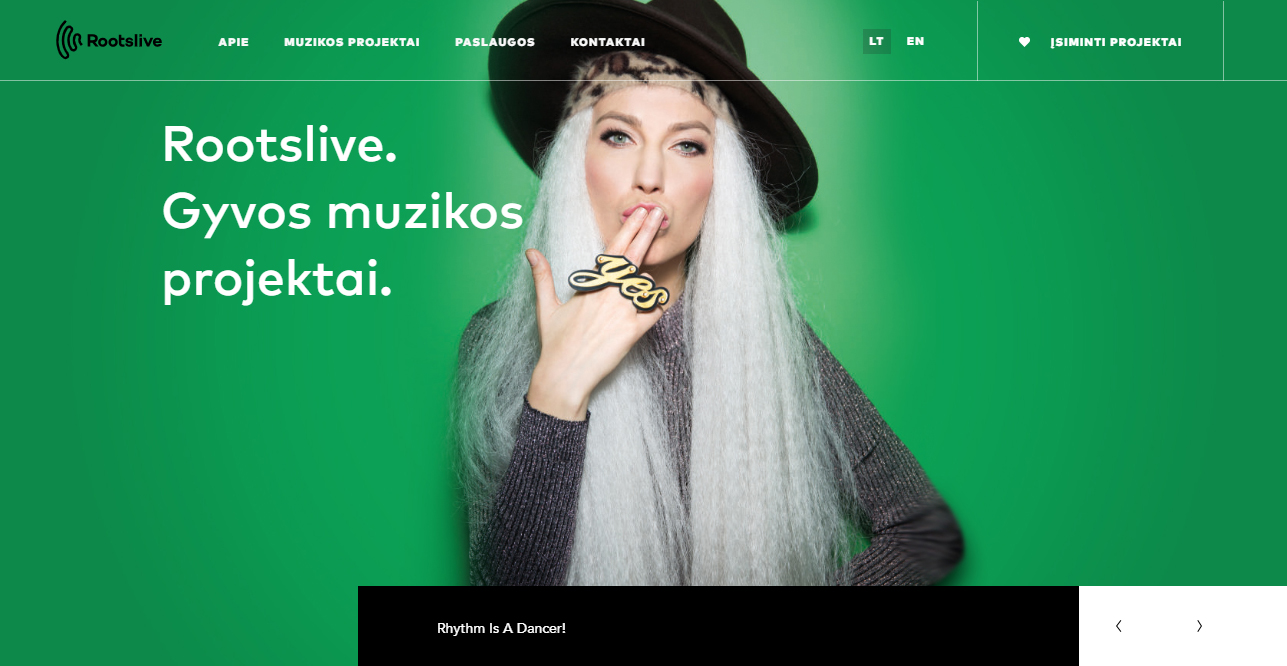 Rootslive
APIE
MUZIKOS PROJEKTAI
PASLAUGOS
KONTAKTAI
LT
EN
ĮSIMINTI PROJEKTAI
Rootslive.
Gyvos muzikos
projektai.
yes
Rhythm Is A Dancer!